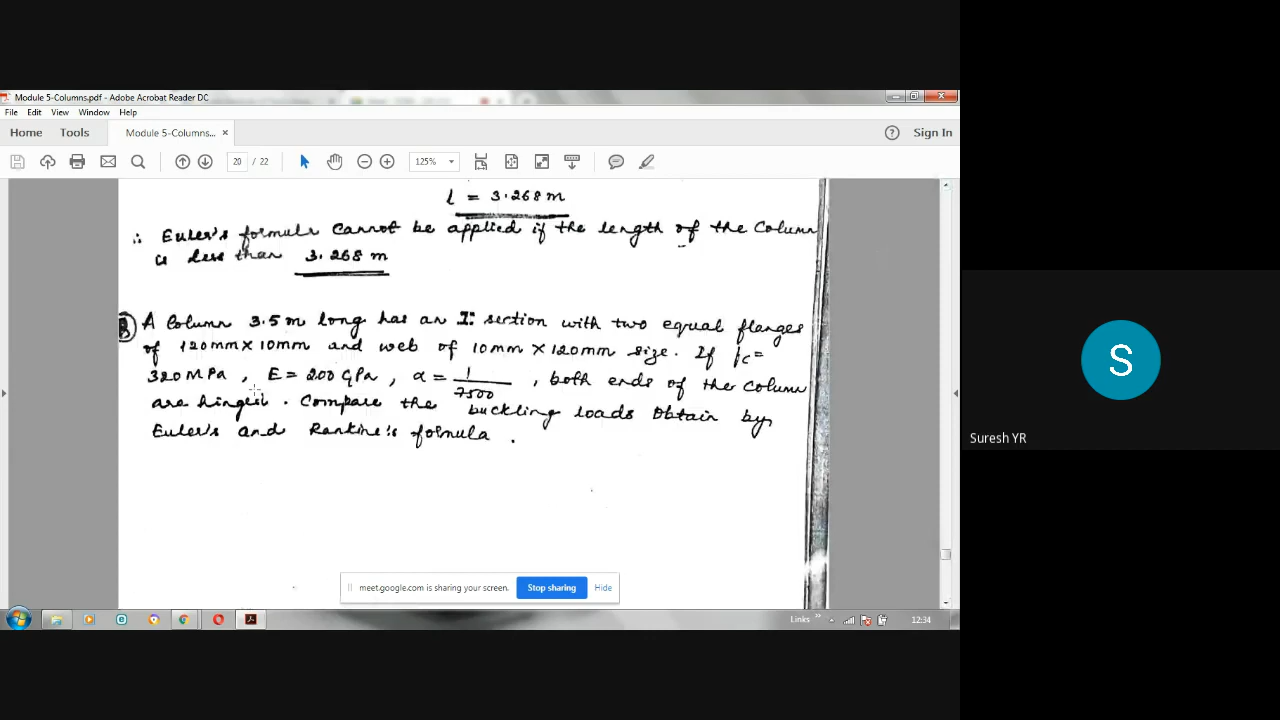 Module 5-Columns.pdf - Adobe Acrobat Reader DC
File Edit View Window Help
Home Tools Module 5-Columns... × ? Sign In
20 / 22 125%
l = 3.268 m
∴ Euler's formula cannot be applied if the length of the column
is less than 3.268 m
A column 3.5 m long has an I: section with two equal flanges
of 120mm × 10mm and web of 10mm × 120mm size. If fc =
320 MPa, E = 200 GPa, α = 1/7500, both ends of the column
are hinged. Compare the buckling loads obtain by
Euler's and Rankine's formula.
S
Suresh YR
meet.google.com is sharing your screen. Stop sharing Hide
Links » 12:34